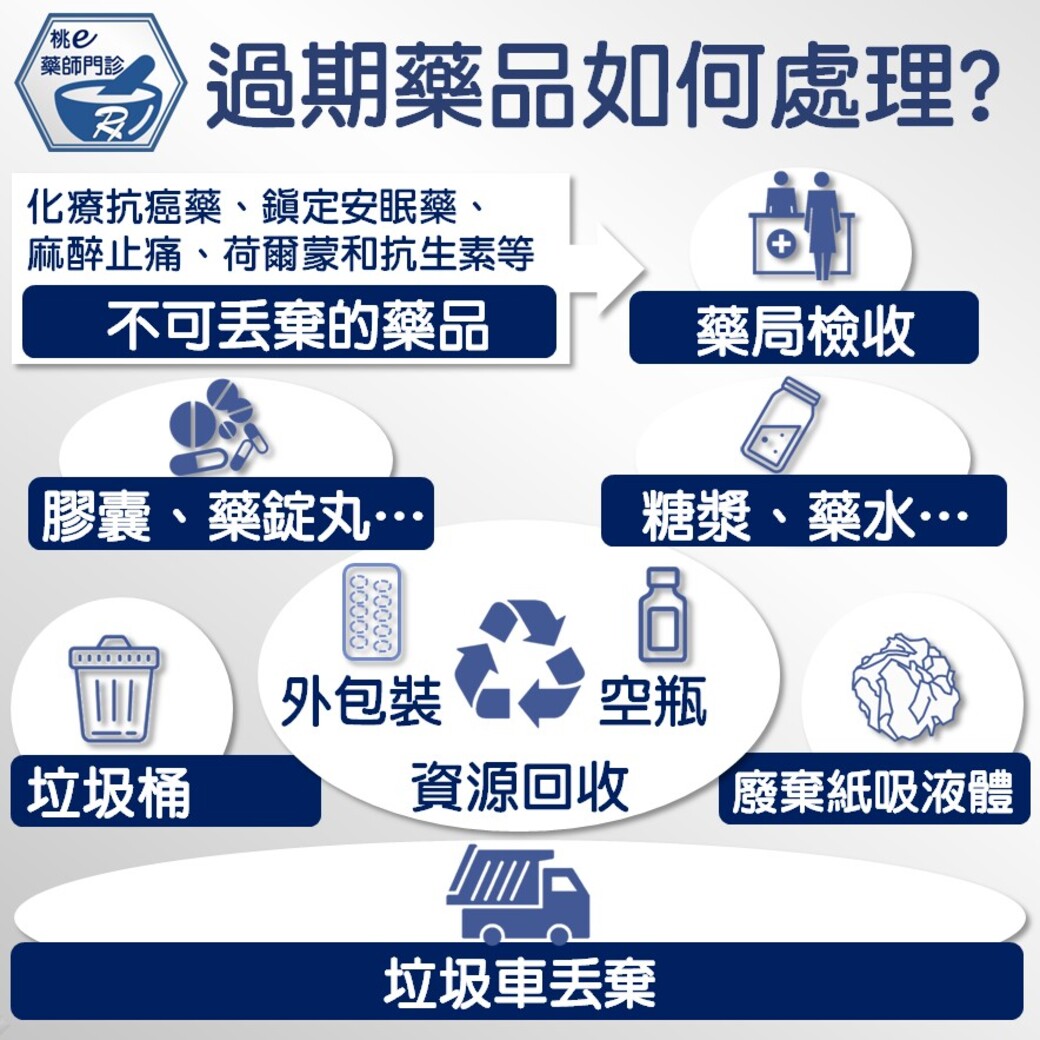 桃e
藥師門診
Rx
過期藥品如何處理?
化療抗癌藥、鎮定安眠藥、
麻醉止痛、荷爾蒙和抗生素等
不可丟棄的藥品
藥局檢收
膠囊、藥錠丸…
糖漿、藥水…
外包裝
空瓶
資源回收
垃圾桶
廢棄紙吸液體
垃圾車丟棄